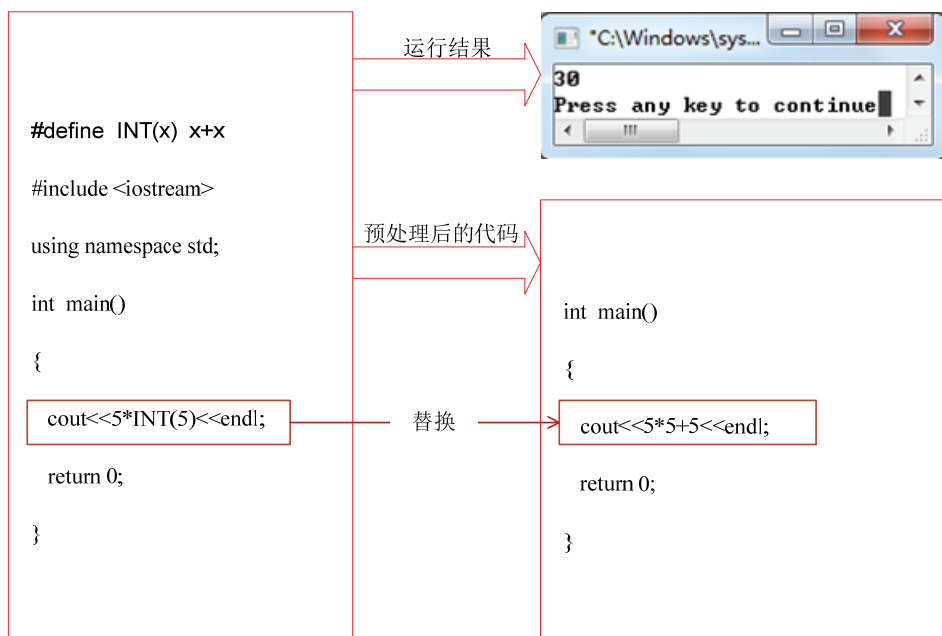 #define INT(x) x+x
#include <iostream>
using namespace std;
int main()
{
cout<<5*INT(5)<<endl;
return 0;
}
运行结果
"C:\Windows\sys...
30
Press any key to continue
预处理后的代码
替换
int main()
{
cout<<5*5+5<<endl;
return 0;
}